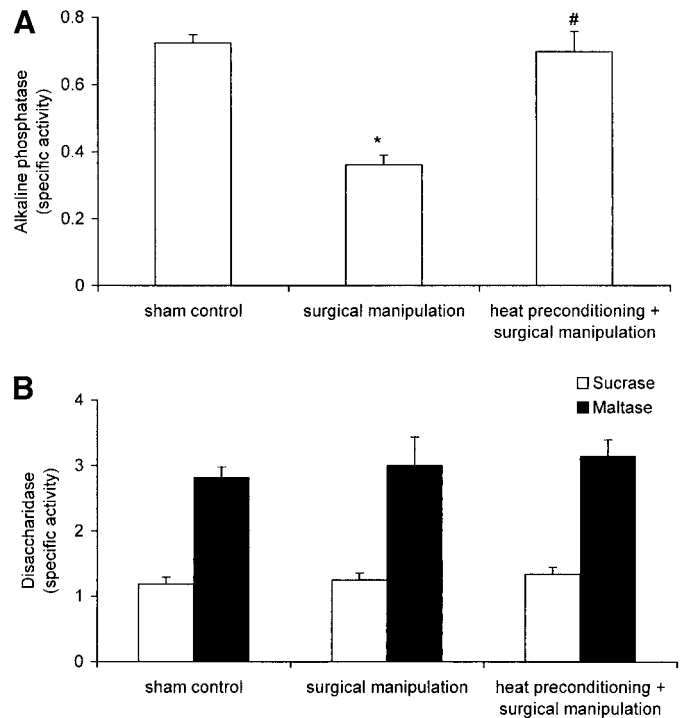 A
Alkaline phosphatase
(specific activity)
0.8
0.6
0.4
0.2
0
*
#
sham control
surgical manipulation
heat preconditioning +
surgical manipulation
B
Disaccharidase
(specific activity)
4
3
2
1
0
Sucrase
Maltase
sham control
surgical manipulation
heat preconditioning +
surgical manipulation